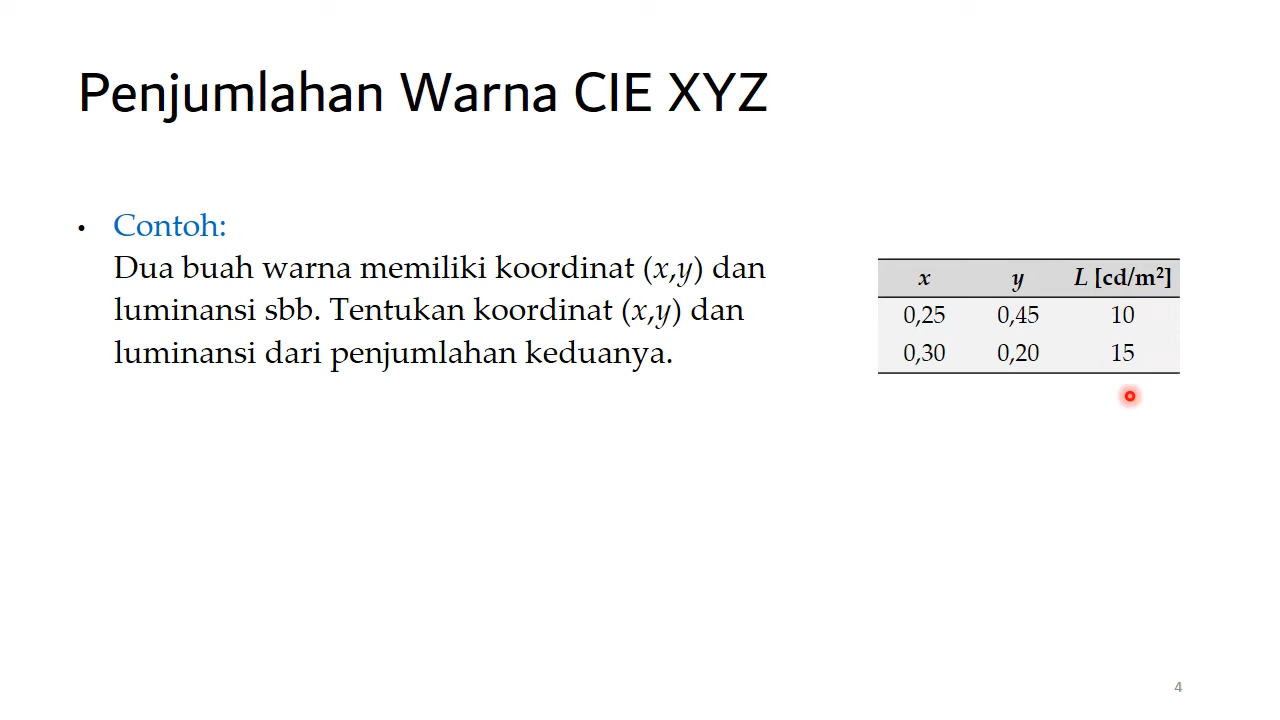 Penjumlahan Warna CIE XYZ
• Contoh:
Dua buah warna memiliki koordinat (x,y) dan
luminansi sbb. Tentukan koordinat (x,y) dan
luminansi dari penjumlahan keduanya.
x y L [cd/m²]
0,25 0,45 10
0,30 0,20 15
4